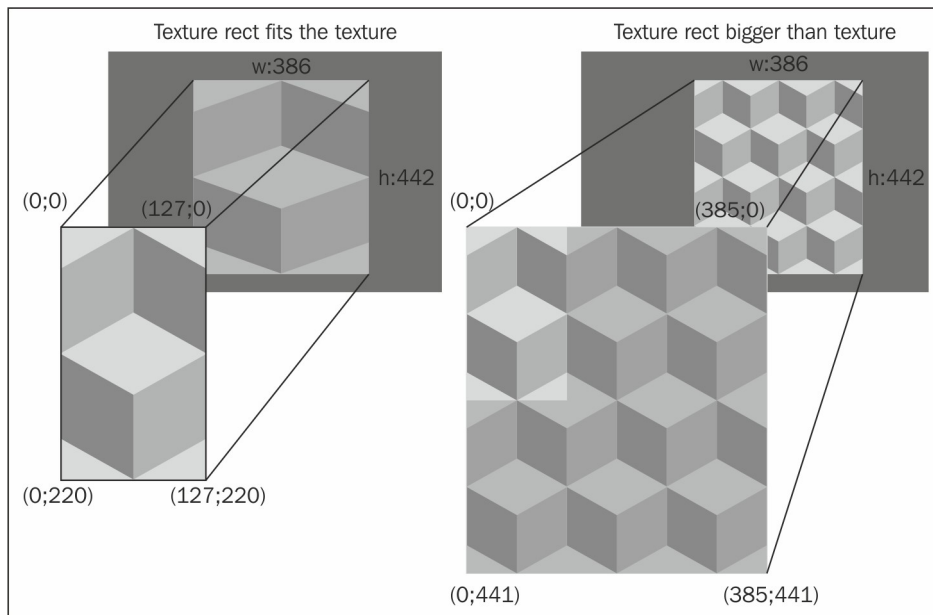 Texture rect fits the texture
w:386
h:442
(0;0)
(127;0)
(0;220)
(127;220)
Texture rect bigger than texture
w:386
h:442
(0;0)
(385;0)
(0;441)
(385;441)